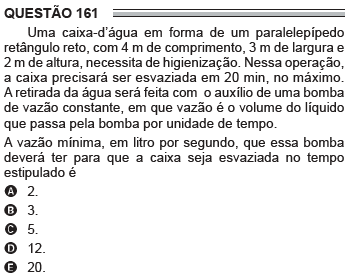 QUESTÃO 161
Uma caixa-d'água em forma de um paralelepípedo
retângulo reto, com 4 m de comprimento, 3 m de largura e
2 m de altura, necessita de higienização. Nessa operação,
a caixa precisará ser esvaziada em 20 min, no máximo.
A retirada da água será feita com o auxílio de uma bomba
de vazão constante, em que vazão é o volume do líquido
que passa pela bomba por unidade de tempo.
A vazão mínima, em litro por segundo, que essa bomba
deverá ter para que a caixa seja esvaziada no tempo
estipulado é
A 2.
B 3.
C 5.
D 12.
E 20.